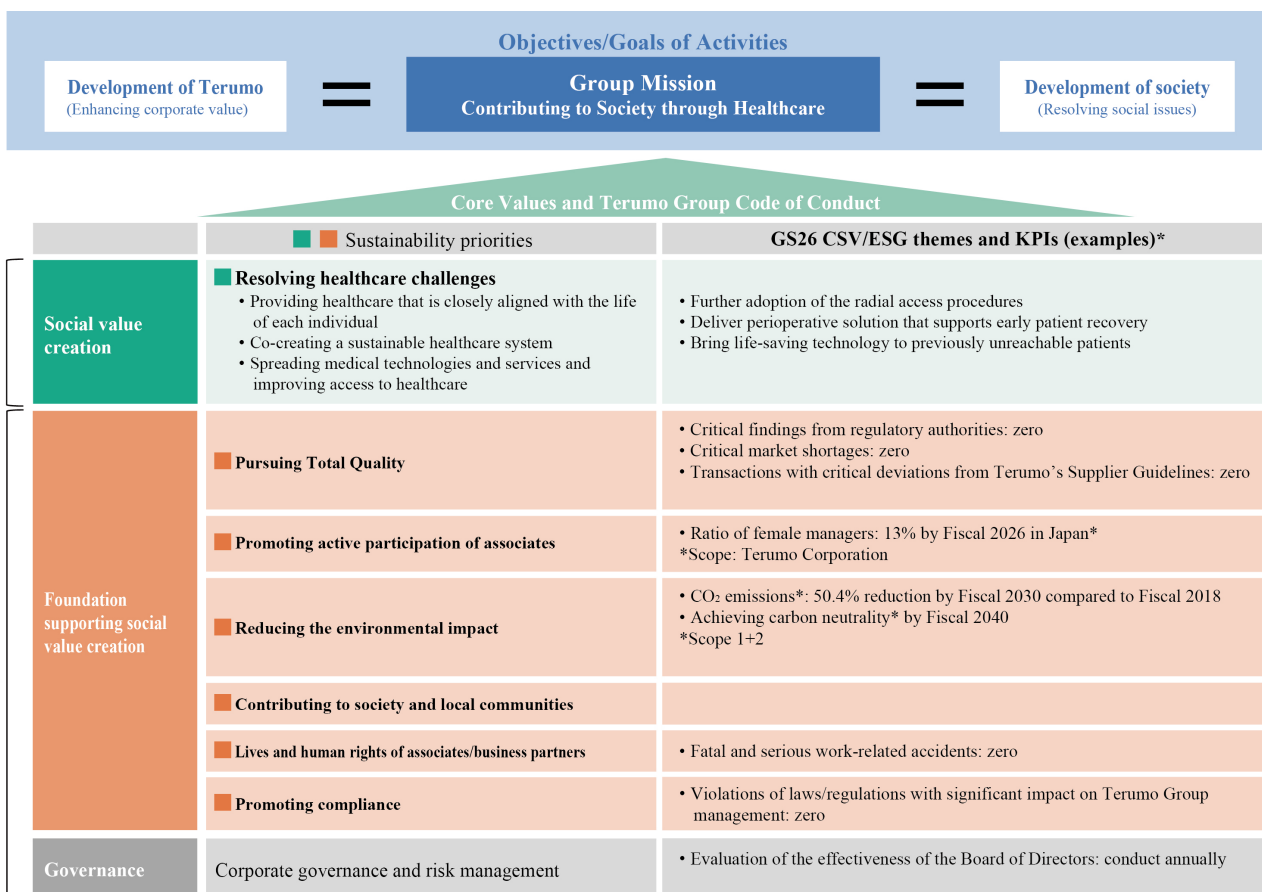 Objectives/Goals of Activities
Development of Terumo
(Enhancing corporate value)
=
Group Mission
Contributing to Society through Healthcare
=
Development of society
(Resolving social issues)
Core Values and Terumo Group Code of Conduct
Sustainability priorities
GS26 CSV/ESG themes and KPIs (examples)*
Social value
creation
Resolving healthcare challenges
• Providing healthcare that is closely aligned with the life
of each individual
• Co-creating a sustainable healthcare system
• Spreading medical technologies and services and
improving access to healthcare
• Further adoption of the radial access procedures
• Deliver perioperative solution that supports early patient recovery
• Bring life-saving technology to previously unreachable patients
Foundation
supporting social
value creation
Pursuing Total Quality
• Critical findings from regulatory authorities: zero
• Critical market shortages: zero
• Transactions with critical deviations from Terumo’s Supplier Guidelines: zero
Promoting active participation of associates
• Ratio of female managers: 13% by Fiscal 2026 in Japan*
*Scope: Terumo Corporation
Reducing the environmental impact
• CO₂ emissions*: 50.4% reduction by Fiscal 2030 compared to Fiscal 2018
• Achieving carbon neutrality* by Fiscal 2040
*Scope 1+2
Contributing to society and local communities
Lives and human rights of associates/business partners
• Fatal and serious work-related accidents: zero
Promoting compliance
• Violations of laws/regulations with significant impact on Terumo Group
management: zero
Governance
Corporate governance and risk management
• Evaluation of the effectiveness of the Board of Directors: conduct annually